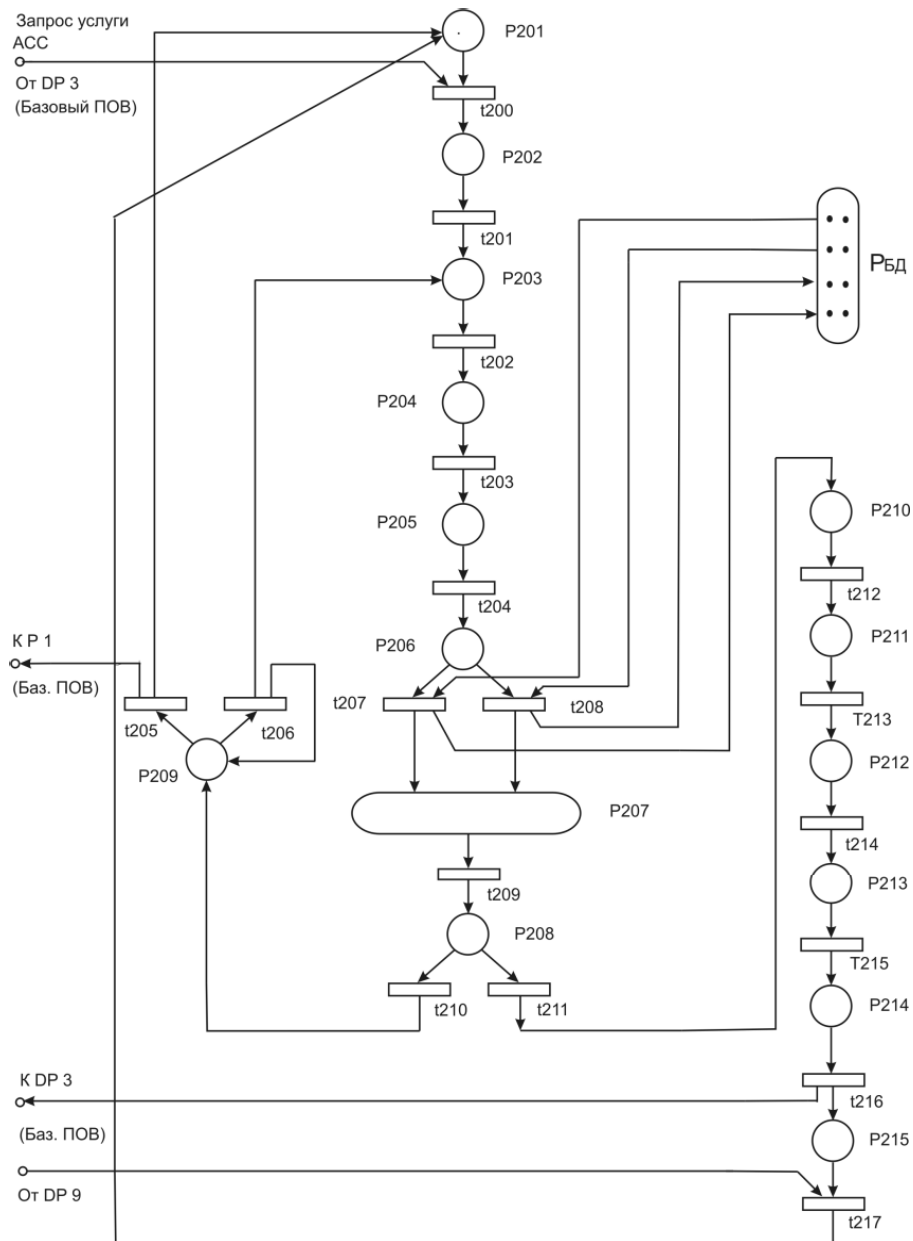 Запрос услуги
АСС
От DP 3
(Базовый ПОВ)
P201
t200
P202
t201
P203
PБД
t202
P204
t203
P205
P210
t204
t212
P206
P211
К Р 1
(Баз. ПОВ)
t207
t208
t205
t206
T213
P209
P212
P207
t214
t209
P213
P208
T215
t210
t211
P214
К DP 3
t216
(Баз. ПОВ)
P215
От DP 9
t217